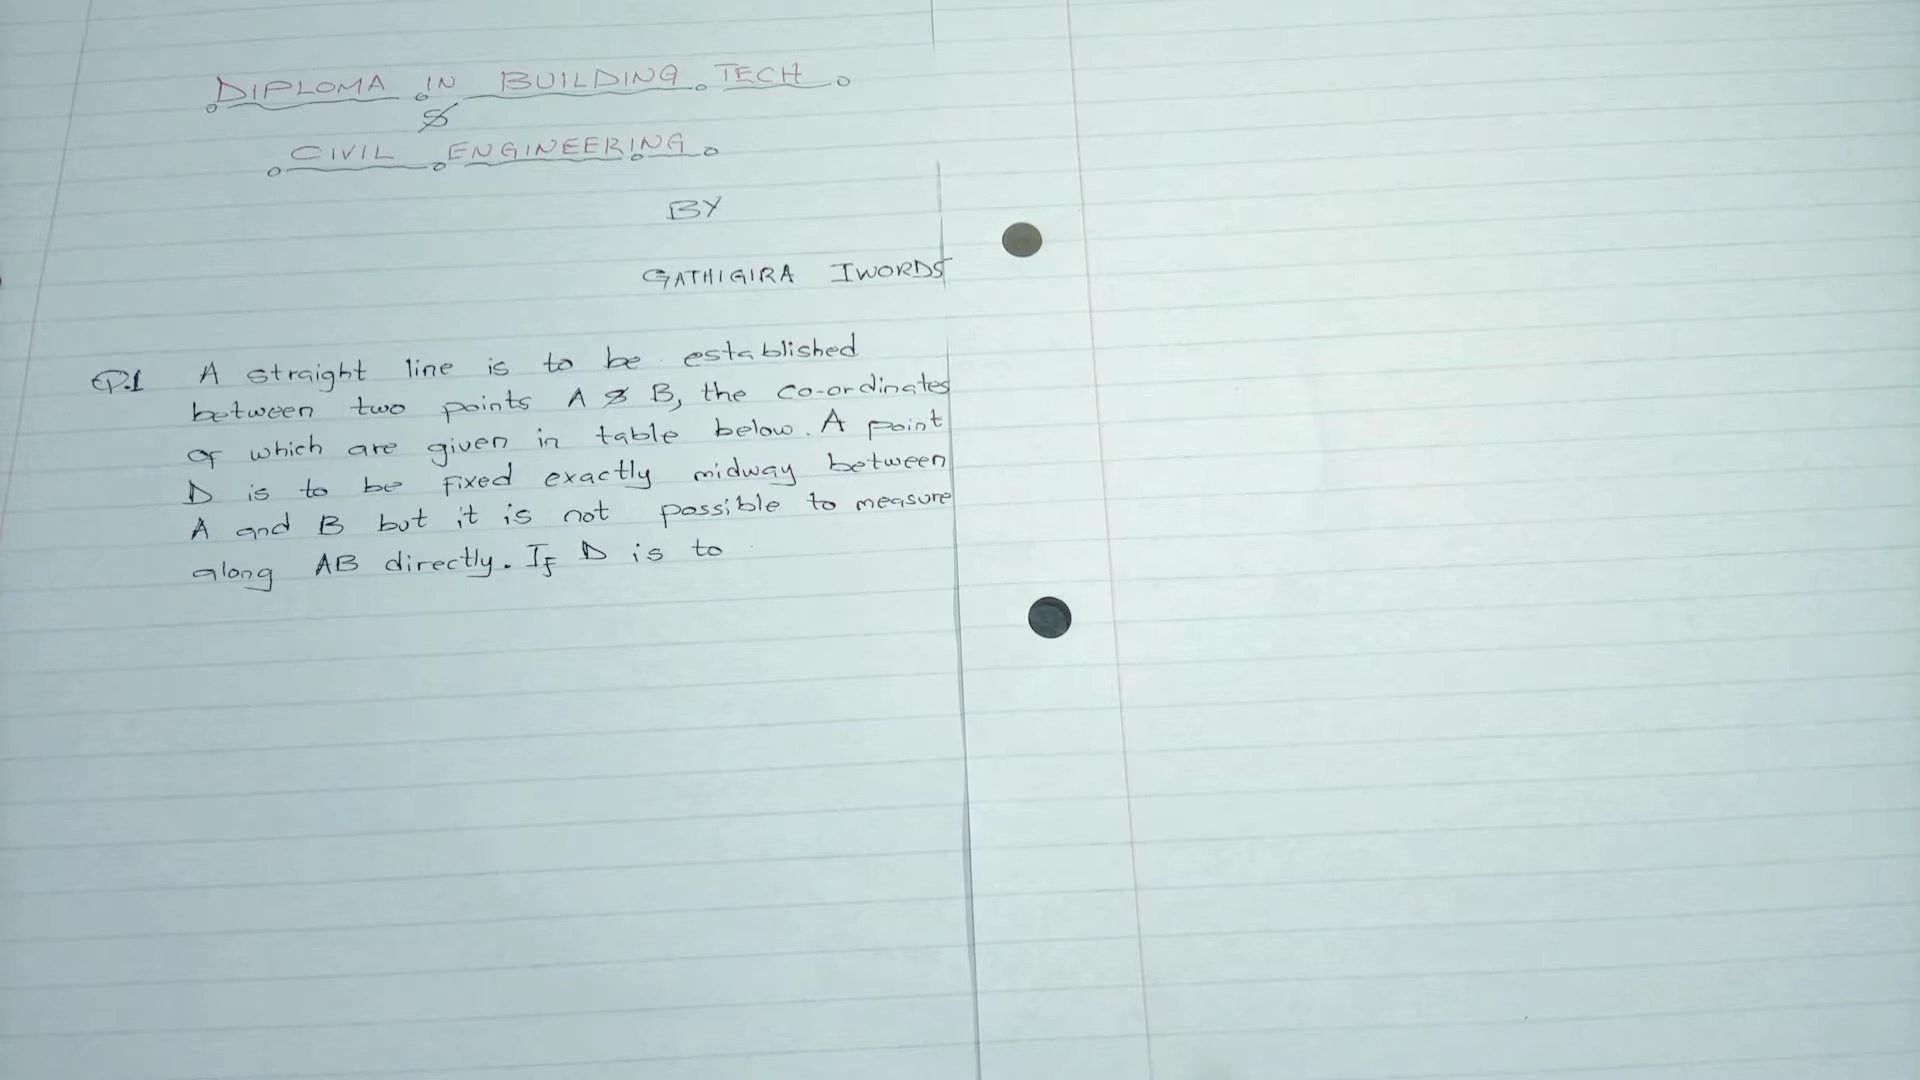 DIPLOMA IN BUILDING TECH
&
CIVIL ENGINEERING
BY
GATHIGIRA IWORDS
Q.1 A straight line is to be established
between two points A & B, the co-ordinates
of which are given in table below. A point
D is to be fixed exactly midway between
A and B but it is not possible to measure
along AB directly. If D is to